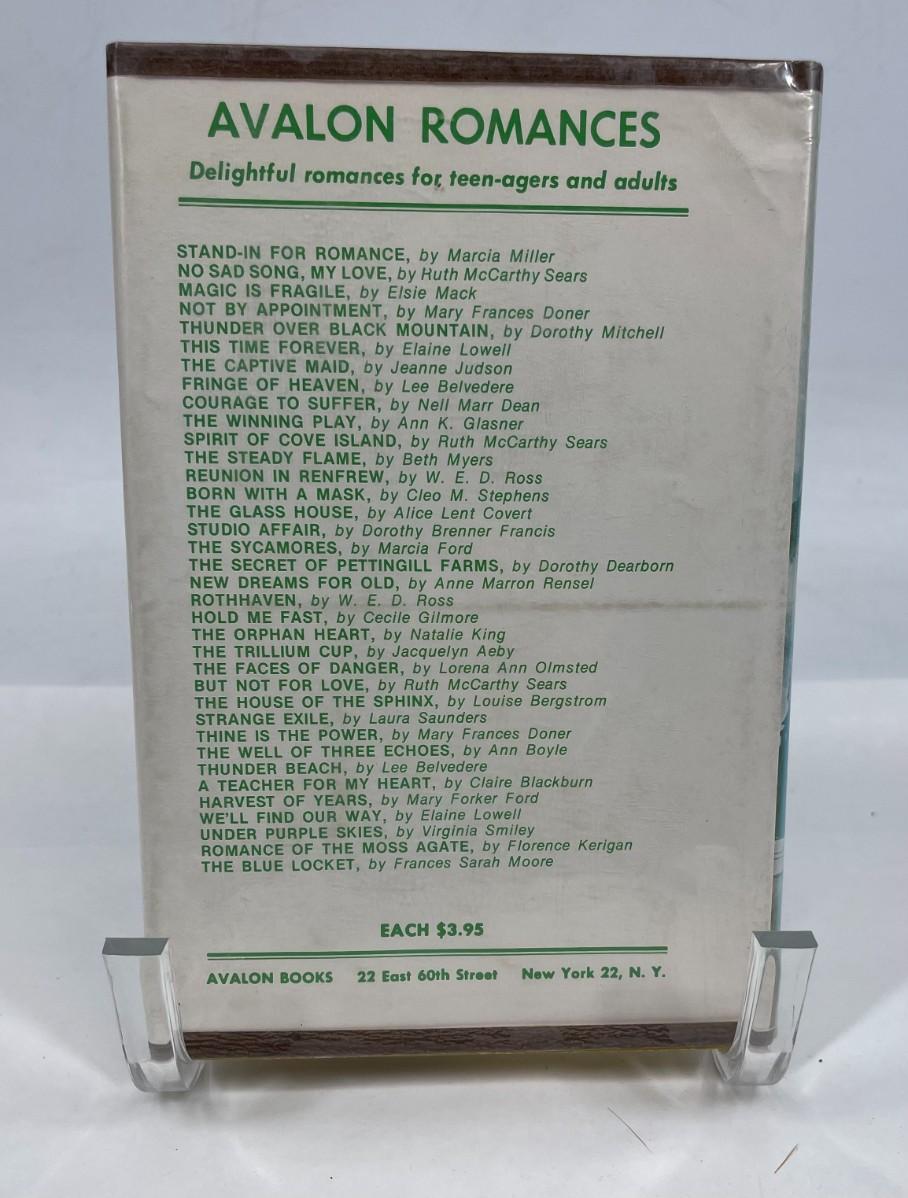 AVALON ROMANCES
Delightful romances for teen-agers and adults
STAND-IN FOR ROMANCE, by Marcia Miller
NO SAD SONG, MY LOVE, by Ruth McCarthy Sears
MAGIC IS FRAGILE, by Elsie Mack
NOT BY APPOINTMENT, by Mary Frances Doner
THUNDER OVER BLACK MOUNTAIN, by Dorothy Mitchell
THIS TIME FOREVER, by Elaine Lowell
THE CAPTIVE MAID, by Jeanne Judson
FRINGE OF HEAVEN, by Lee Belvedere
COURAGE TO SUFFER, by Nell Marr Dean
THE WINNING PLAY, by Ann K. Glasner
SPIRIT OF COVE ISLAND, by Ruth McCarthy Sears
THE STEADY FLAME, by Beth Myers
REUNION IN RENFREW, by W. E. D. Ross
BORN WITH A MASK, by Cleo M. Stephens
THE GLASS HOUSE, by Alice Lent Covert
STUDIO AFFAIR, by Dorothy Brenner Francis
THE SYCAMORES, by Marcia Ford
THE SECRET OF PETTINGILL FARMS, by Dorothy Dearborn
NEW DREAMS FOR OLD, by Anne Marron Rensel
ROTHHAVEN, by W. E. D. Ross
HOLD ME FAST, by Cecile Gilmore
THE ORPHAN HEART, by Natalie King
THE TRILLIUM CUP, by Jacquelyn Aeby
THE FACES OF DANGER, by Lorena Ann Olmsted
BUT NOT FOR LOVE, by Ruth McCarthy Sears
THE HOUSE OF THE SPHINX, by Louise Bergstrom
STRANGE EXILE, by Laura Saunders
THINE IS THE POWER, by Mary Frances Doner
THE WELL OF THREE ECHOES, by Ann Boyle
THUNDER BEACH, by Lee Belvedere
A TEACHER FOR MY HEART, by Claire Blackburn
HARVEST OF YEARS, by Mary Forker Ford
WE'LL FIND OUR WAY, by Elaine Lowell
UNDER PURPLE SKIES, by Virginia Smiley
ROMANCE OF THE MOSS AGATE, by Florence Kerigan
THE BLUE LOCKET, by Frances Sarah Moore
EACH $3.95
AVALON BOOKS 22 East 60th Street New York 22, N. Y.